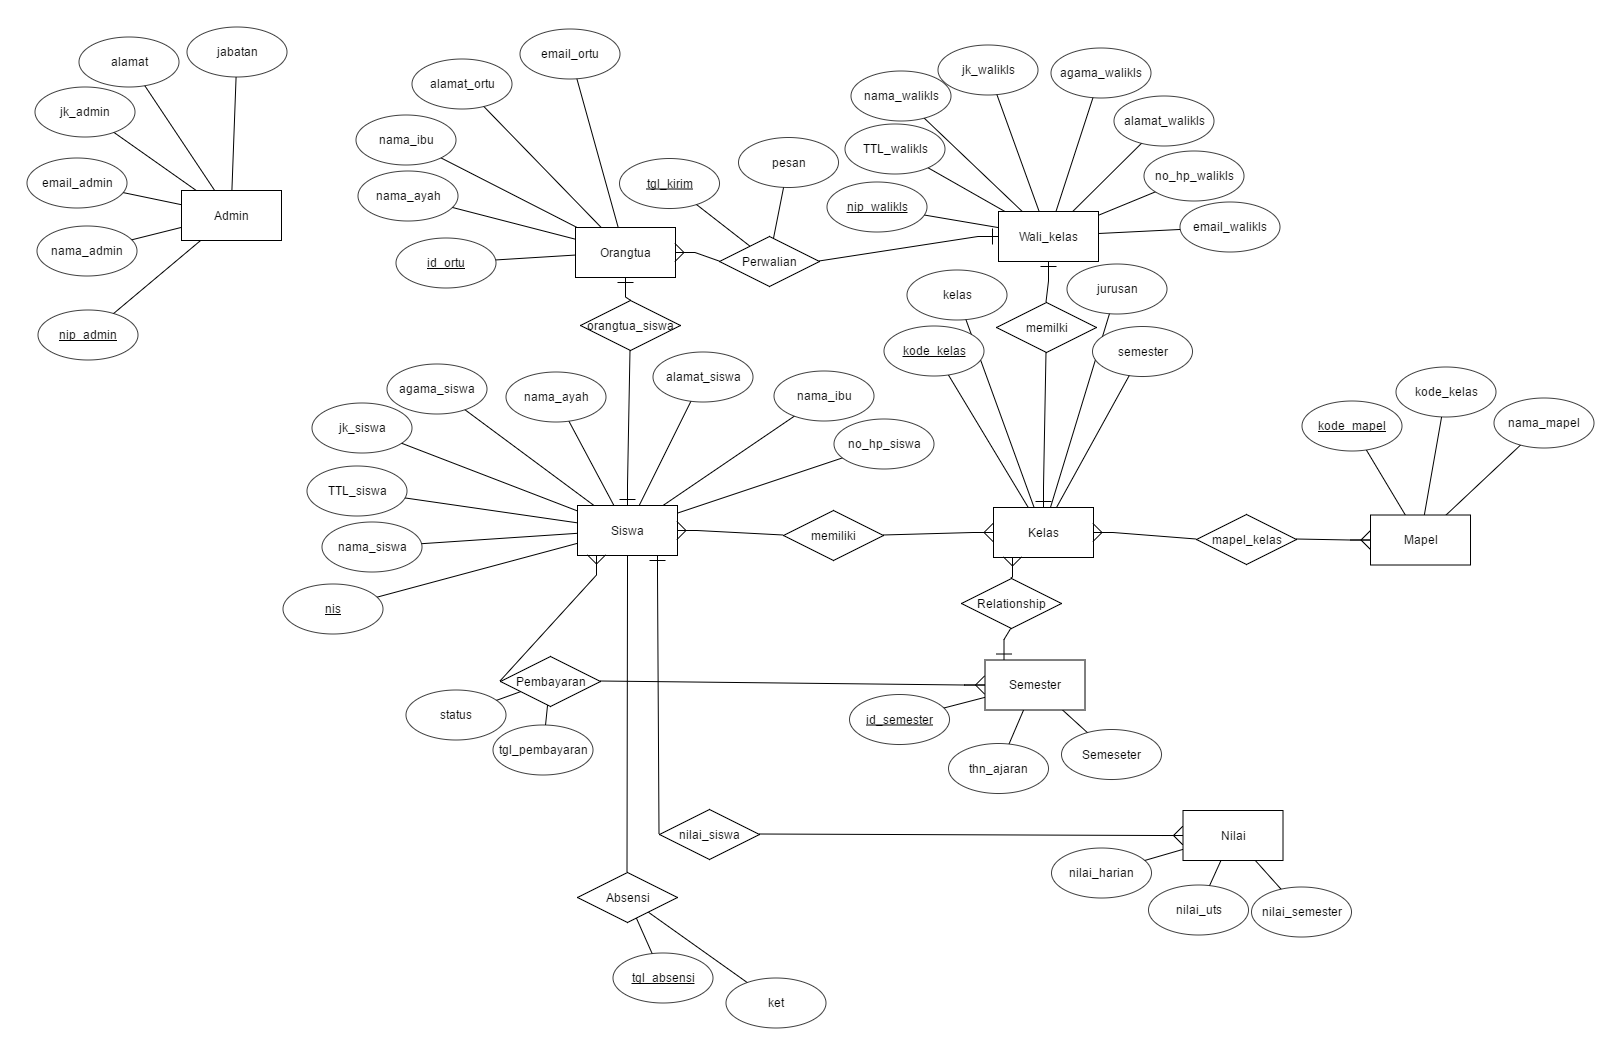 jabatan
alamat
jk_admin
email_admin
nama_admin
nip_admin
Admin
email_ortu
alamat_ortu
nama_ibu
nama_ayah
id_ortu
Orangtua
tgl_kirim
pesan
Perwalian
jk_walikls
agama_walikls
nama_walikls
alamat_walikls
TTL_walikls
no_hp_walikls
nip_walikls
email_walikls
Wali_kelas
orangtua_siswa
memilki
kelas
jurusan
kode_kelas
semester
agama_siswa
nama_ayah
alamat_siswa
nama_ibu
jk_siswa
no_hp_siswa
TTL_siswa
nama_siswa
nis
Siswa
memiliki
Kelas
mapel_kelas
kode_mapel
kode_kelas
nama_mapel
Mapel
Relationship
Pembayaran
status
tgl_pembayaran
Semester
id_semester
thn_ajaran
Semeseter
nilai_siswa
Nilai
nilai_harian
nilai_uts
nilai_semester
Absensi
tgl_absensi
ket